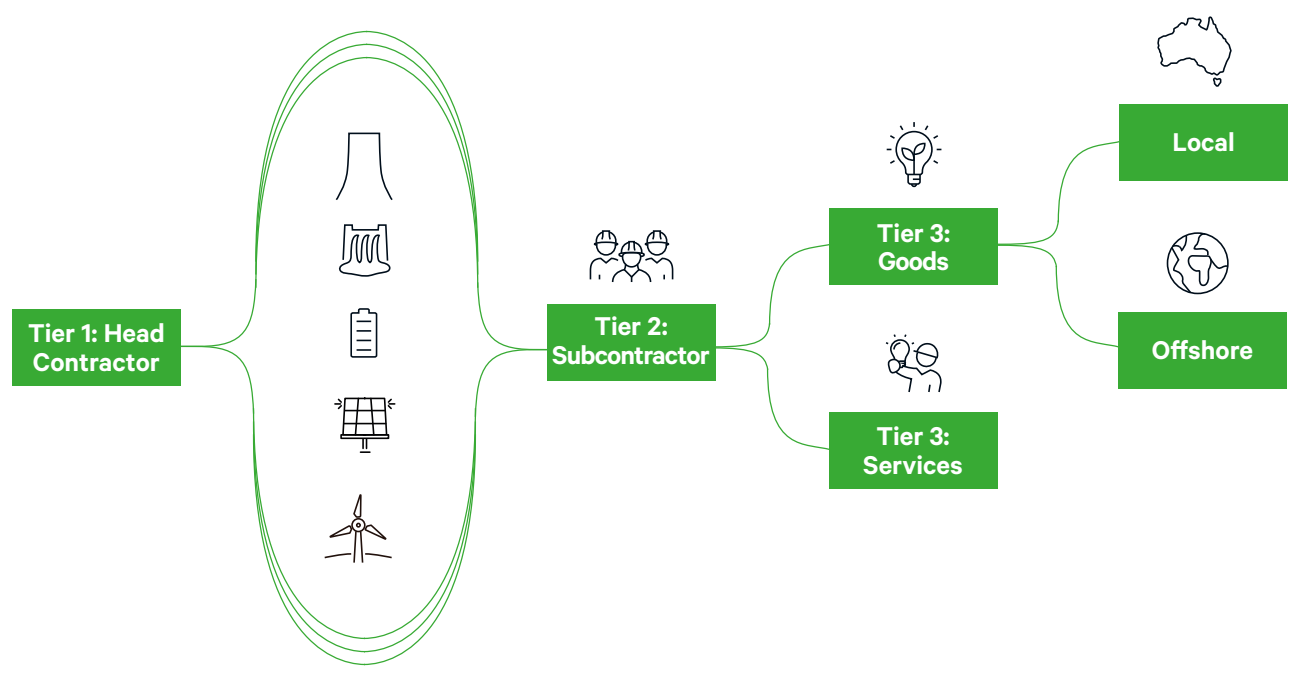 Tier 1: Head
Contractor
Tier 2:
Subcontractor
Tier 3:
Goods
Tier 3:
Services
Local
Offshore